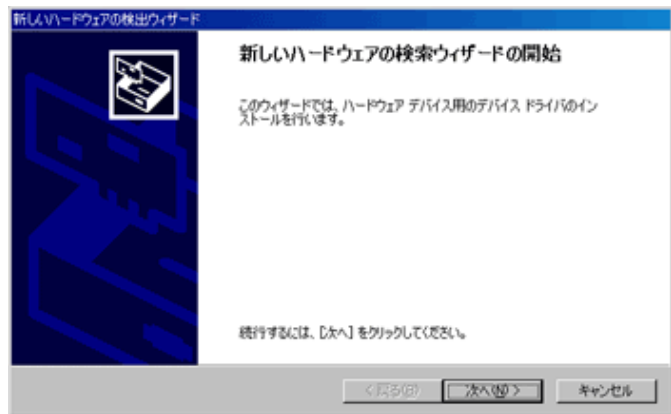 新しいハードウェアの検出ウィザード
新しいハードウェアの検索ウィザードの開始
このウィザードでは、ハードウェア デバイス用のデバイス ドライバのイン
ストールを行います。
続行するには、[次へ] をクリックしてください。
< 戻る(B)
次へ(N) >
キャンセル